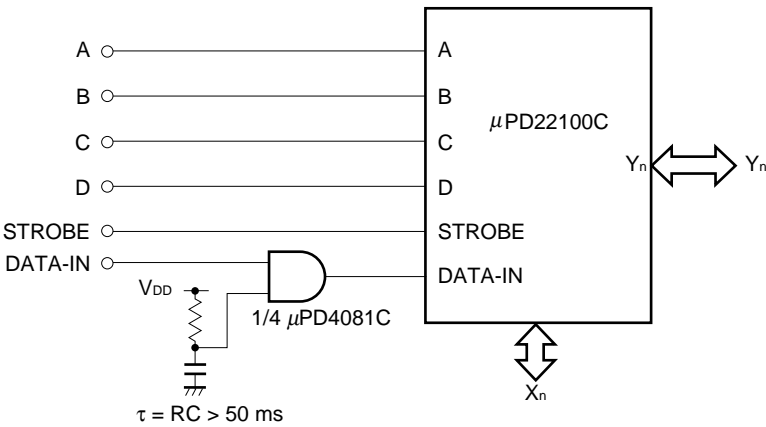 A
A
B
B
μPD22100C
C
C
Yn
Yn
D
D
STROBE
STROBE
DATA-IN
DATA-IN
VDD
1/4 μPD4081C
Xn
τ = RC > 50 ms